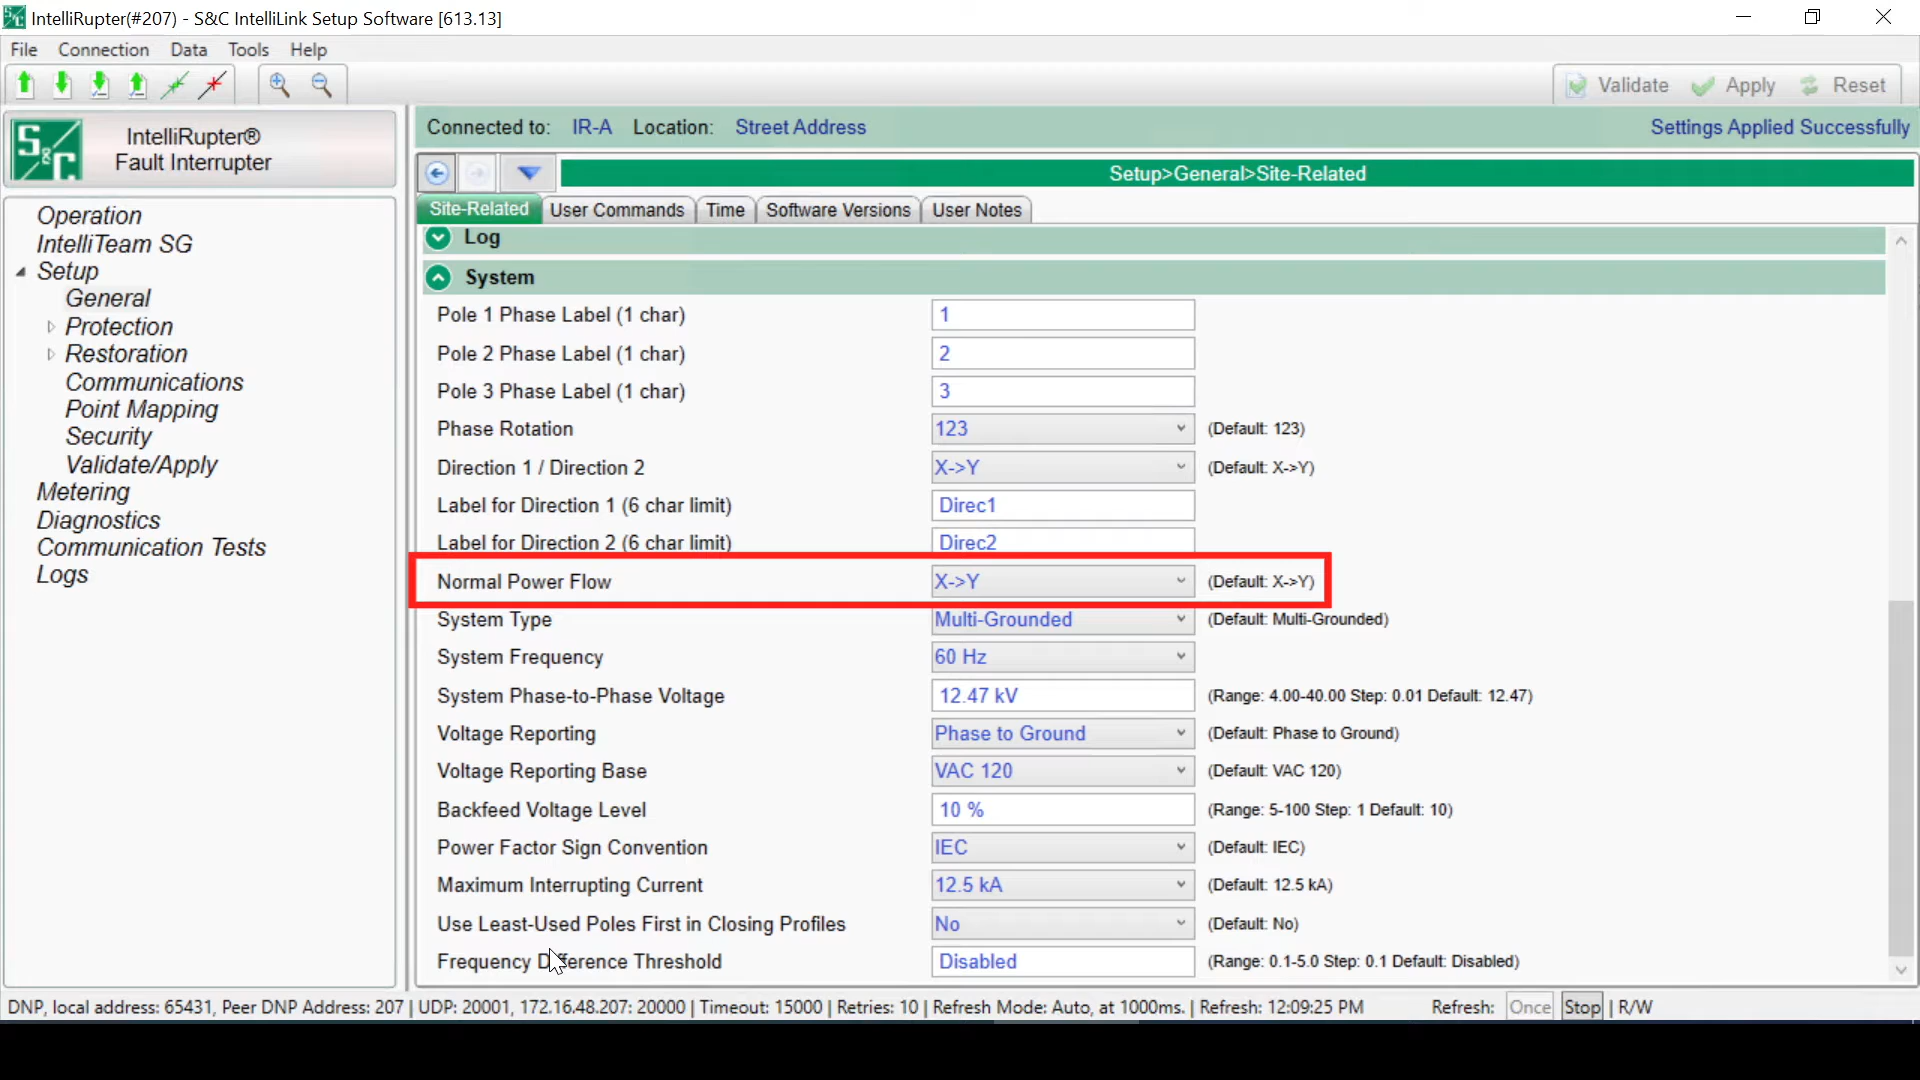 IntelliRupter(#207) - S&C IntelliLink Setup Software [613.13]
File Connection Data Tools Help
Validate Apply Reset
S&C
IntelliRupter®
Fault Interrupter
Connected to: IR-A Location: Street Address Settings Applied Successfully
Setup>General>Site-Related
Site-Related User Commands Time Software Versions User Notes
Operation
IntelliTeam SG
Setup
General
Protection
Restoration
Communications
Point Mapping
Security
Validate/Apply
Metering
Diagnostics
Communication Tests
Logs
Log
System
Pole 1 Phase Label (1 char) 1
Pole 2 Phase Label (1 char) 2
Pole 3 Phase Label (1 char) 3
Phase Rotation 123 (Default: 123)
Direction 1 / Direction 2 X->Y (Default: X->Y)
Label for Direction 1 (6 char limit) Direc1
Label for Direction 2 (6 char limit) Direc2
Normal Power Flow X->Y (Default: X->Y)
System Type Multi-Grounded (Default: Multi-Grounded)
System Frequency 60 Hz
System Phase-to-Phase Voltage 12.47 kV (Range: 4.00-40.00 Step: 0.01 Default: 12.47)
Voltage Reporting Phase to Ground (Default: Phase to Ground)
Voltage Reporting Base VAC 120 (Default: VAC 120)
Backfeed Voltage Level 10 % (Range: 5-100 Step: 1 Default: 10)
Power Factor Sign Convention IEC (Default: IEC)
Maximum Interrupting Current 12.5 kA (Default: 12.5 kA)
Use Least-Used Poles First in Closing Profiles No (Default: No)
Frequency Difference Threshold Disabled (Range: 0.1-5.0 Step: 0.1 Default: Disabled)
DNP, local address: 65431, Peer DNP Address: 207 | UDP: 20001, 172.16.48.207: 20000 | Timeout: 15000 | Retries: 10 | Refresh Mode: Auto, at 1000ms. | Refresh: 12:09:25 PM Refresh: Once Stop | R/W